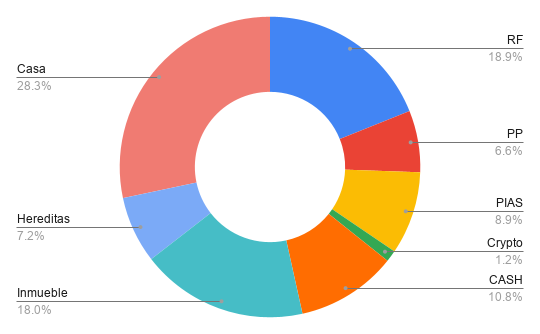 RF
18.9%
Casa
28.3%
PP
6.6%
PIAS
8.9%
Hereditas
7.2%
Crypto
1.2%
CASH
10.8%
Inmueble
18.0%